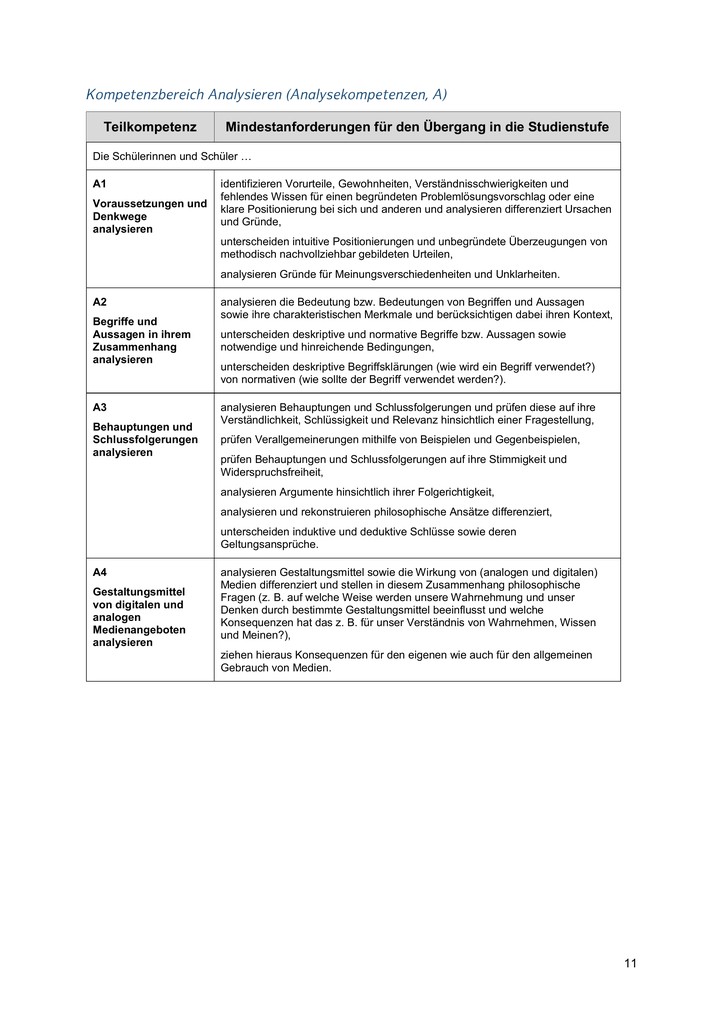 Kompetenzbereich Analysieren (Analysekompetenzen, A)
Teilkompetenz
Mindestanforderungen für den Übergang in die Studienstufe
Die Schülerinnen und Schüler …
A1
Voraussetzungen und
Denkwege
analysieren
identifizieren Vorurteile, Gewohnheiten, Verständnisschwierigkeiten und
fehlendes Wissen für einen begründeten Problemlösungsvorschlag oder eine
klare Positionierung bei sich und anderen und analysieren differenziert Ursachen
und Gründe,
unterscheiden intuitive Positionierungen und unbegründete Überzeugungen von
methodisch nachvollziehbar gebildeten Urteilen,
analysieren Gründe für Meinungsverschiedenheiten und Unklarheiten.
A2
Begriffe und
Aussagen in ihrem
Zusammenhang
analysieren
analysieren die Bedeutung bzw. Bedeutungen von Begriffen und Aussagen
sowie ihre charakteristischen Merkmale und berücksichtigen dabei ihren Kontext,
unterscheiden deskriptive und normative Begriffe bzw. Aussagen sowie
notwendige und hinreichende Bedingungen,
unterscheiden deskriptive Begriffsklärungen (wie wird ein Begriff verwendet?)
von normativen (wie sollte der Begriff verwendet werden?).
A3
Behauptungen und
Schlussfolgerungen
analysieren
analysieren Behauptungen und Schlussfolgerungen und prüfen diese auf ihre
Verständlichkeit, Schlüssigkeit und Relevanz hinsichtlich einer Fragestellung,
prüfen Verallgemeinerungen mithilfe von Beispielen und Gegenbeispielen,
prüfen Behauptungen und Schlussfolgerungen auf ihre Stimmigkeit und
Widerspruchsfreiheit,
analysieren Argumente hinsichtlich ihrer Folgerichtigkeit,
analysieren und rekonstruieren philosophische Ansätze differenziert,
unterscheiden induktive und deduktive Schlüsse sowie deren
Geltungsansprüche.
A4
Gestaltungsmittel
von digitalen und
analogen
Medienangeboten
analysieren
analysieren Gestaltungsmittel sowie die Wirkung von (analogen und digitalen)
Medien differenziert und stellen in diesem Zusammenhang philosophische
Fragen (z. B. auf welche Weise werden unsere Wahrnehmung und unser
Denken durch bestimmte Gestaltungsmittel beeinflusst und welche
Konsequenzen hat das z. B. für unser Verständnis von Wahrnehmen, Wissen
und Meinen?),
ziehen hieraus Konsequenzen für den eigenen wie auch für den allgemeinen
Gebrauch von Medien.
11